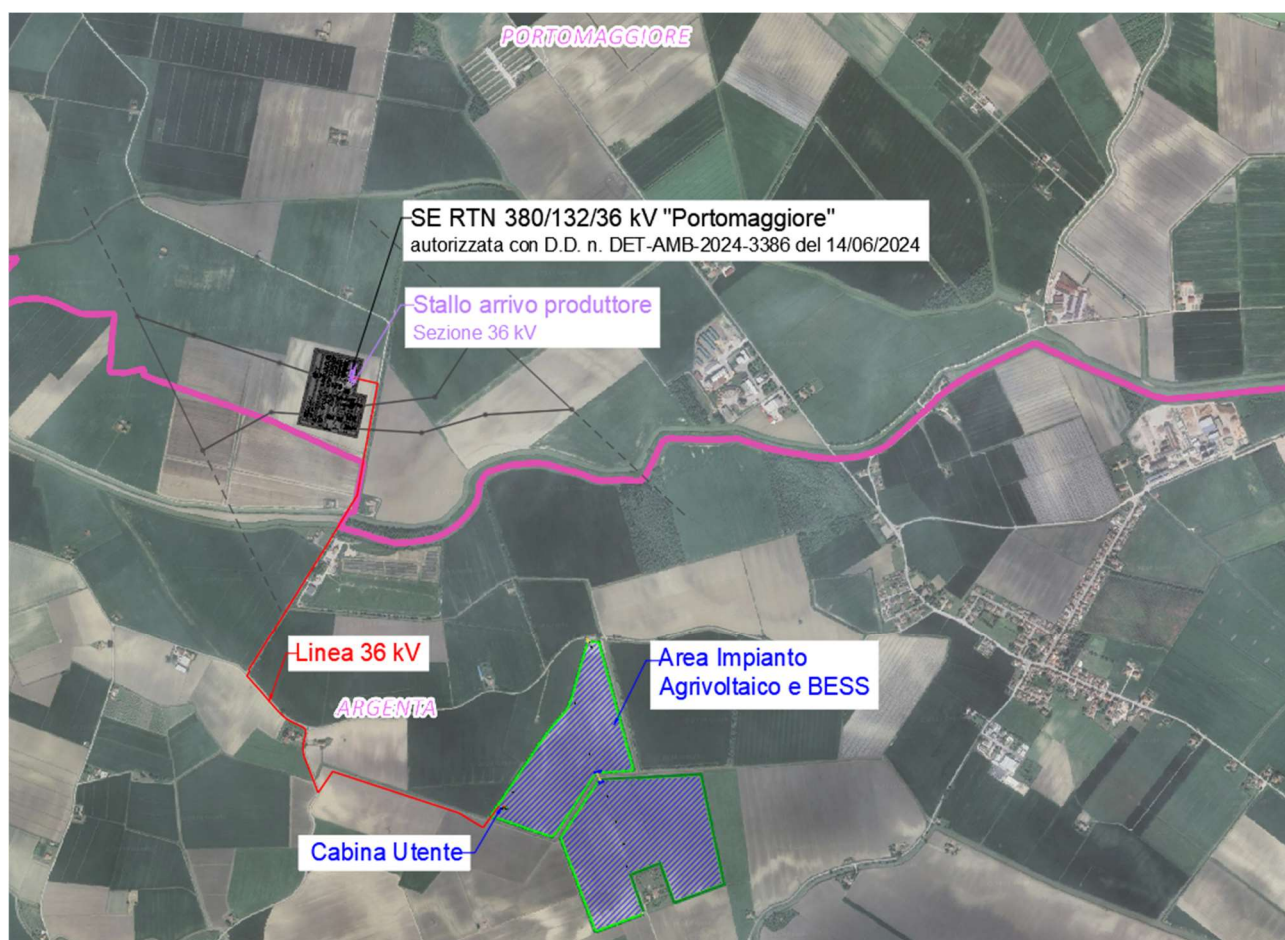 PORTOMAGGIORE
SE RTN 380/132/36 kV "Portomaggiore"
autorizzata con D.D. n. DET-AMB-2024-3386 del 14/06/2024
Stallo arrivo produttore
Sezione 36 kV
Linea 36 kV
Area Impianto
Agrivoltaico e BESS
ARGENTA
Cabina Utente